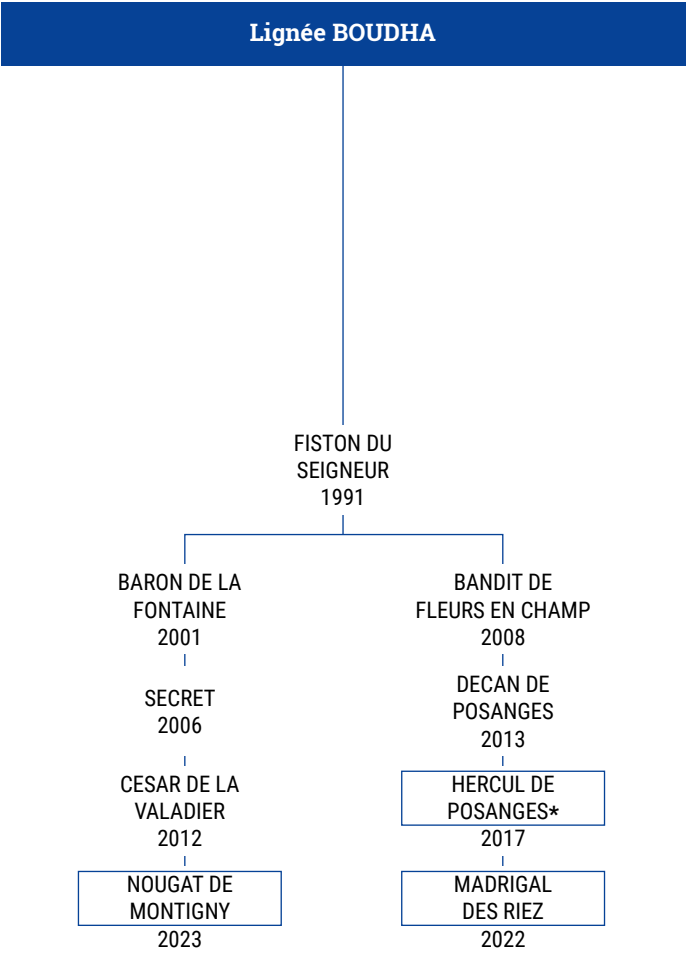 Lignée BOUDHA
FISTON DU
SEIGNEUR
1991
BARON DE LA
FONTAINE
2001
SECRET
2006
CESAR DE LA
VALADIER
2012
NOUGAT DE
MONTIGNY
2023
BANDIT DE
FLEURS EN CHAMP
2008
DECAN DE
POSANGES
2013
HERCUL DE
POSANGES*
2017
MADRIGAL
DES RIEZ
2022